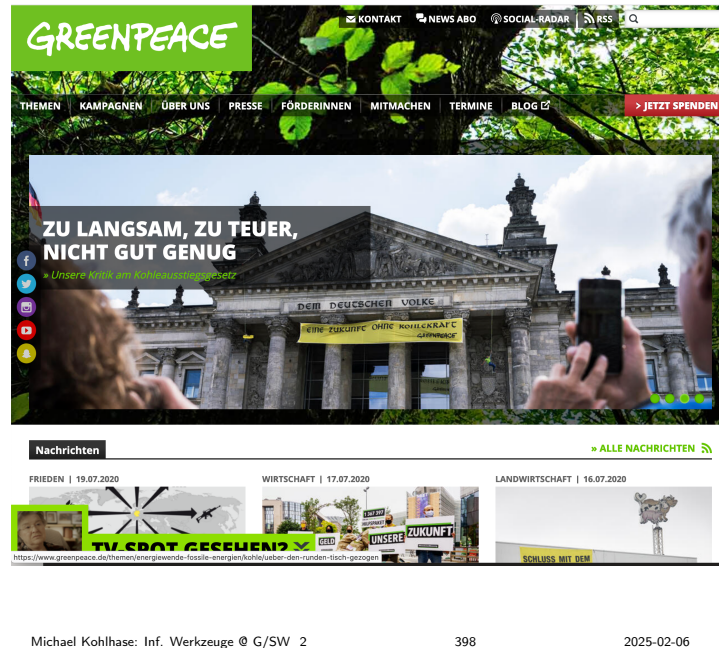 GREENPEACE
KONTAKT NEWS ABO SOCIAL-RADAR RSS
THEMEN KAMPAGNEN ÜBER UNS PRESSE FÖRDERINNEN MITMACHEN TERMINE BLOG > JETZT SPENDEN
ZU LANGSAM, ZU TEUER,
NICHT GUT GENUG
» Unsere Kritik am Kohleausstiegsgesetz
DEM DEUTSCHEN VOLKE
EINE ZUKUNFT OHNE KOHLEKRAFT
GREENPEACE
Nachrichten » ALLE NACHRICHTEN
FRIEDEN | 19.07.2020 WIRTSCHAFT | 17.07.2020 LANDWIRTSCHAFT | 16.07.2020
1 367 397
HILFSPAKET
GELD UNSERE ZUKUNFT
SCHLUSS MIT DEM
TV-SPOT GESEHEN?
https://www.greenpeace.de/themen/energiewende-fossile-energien/kohle/ueber-den-runden-tisch-gezogen
Michael Kohlhase: Inf. Werkzeuge @ G/SW 2 398 2025-02-06